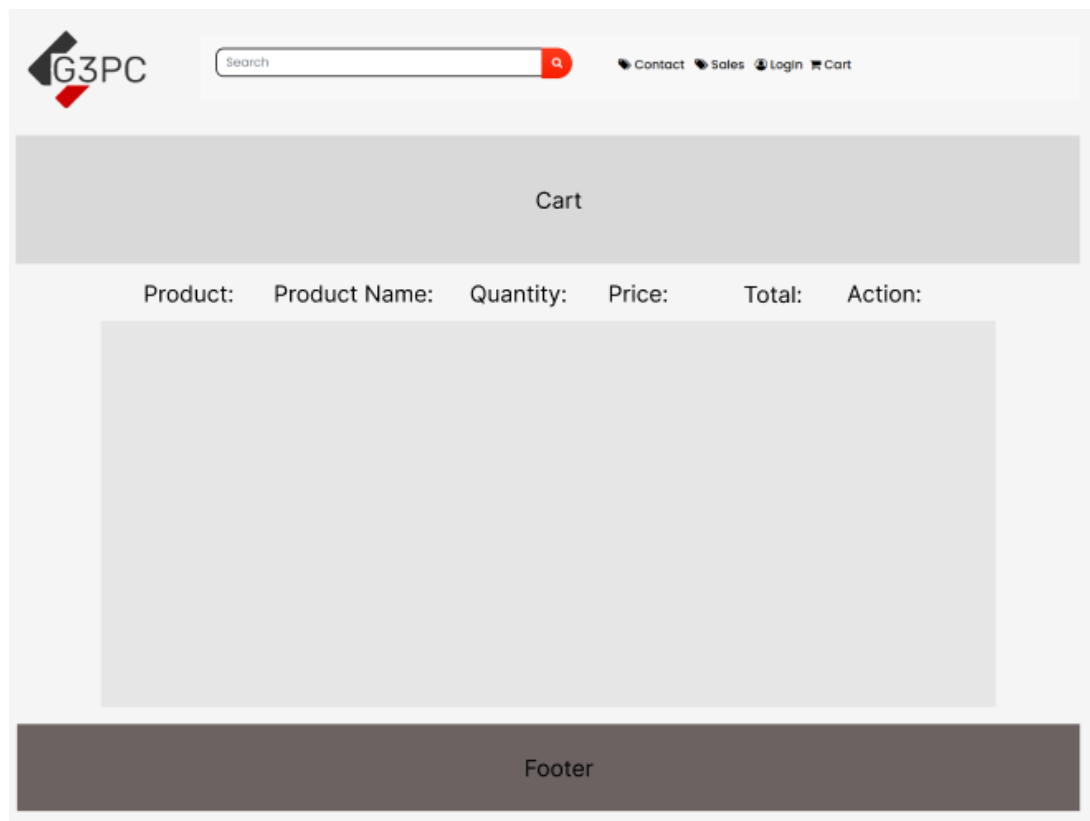 G3PC
Search
Contact Sales Login Cart
Cart
Product: Product Name: Quantity: Price: Total: Action:
Footer